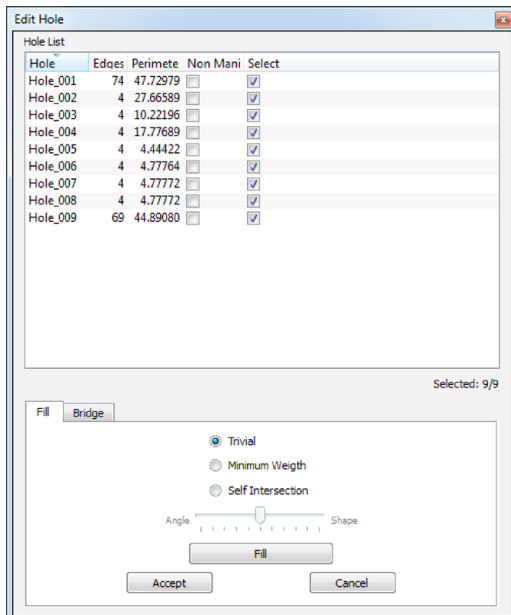 Edit Hole
Hole List
Hole Edges Perimete Non Mani Select
Hole_001 74 47.72979
Hole_002 4 27.66589
Hole_003 4 10.22196
Hole_004 4 17.77689
Hole_005 4 4.44422
Hole_006 4 4.77764
Hole_007 4 4.77772
Hole_008 4 4.77772
Hole_009 69 44.89080
Selected: 9/9
Fill Bridge
Trivial
Minimum Weigth
Self Intersection
Angle Shape
Fill
Accept Cancel